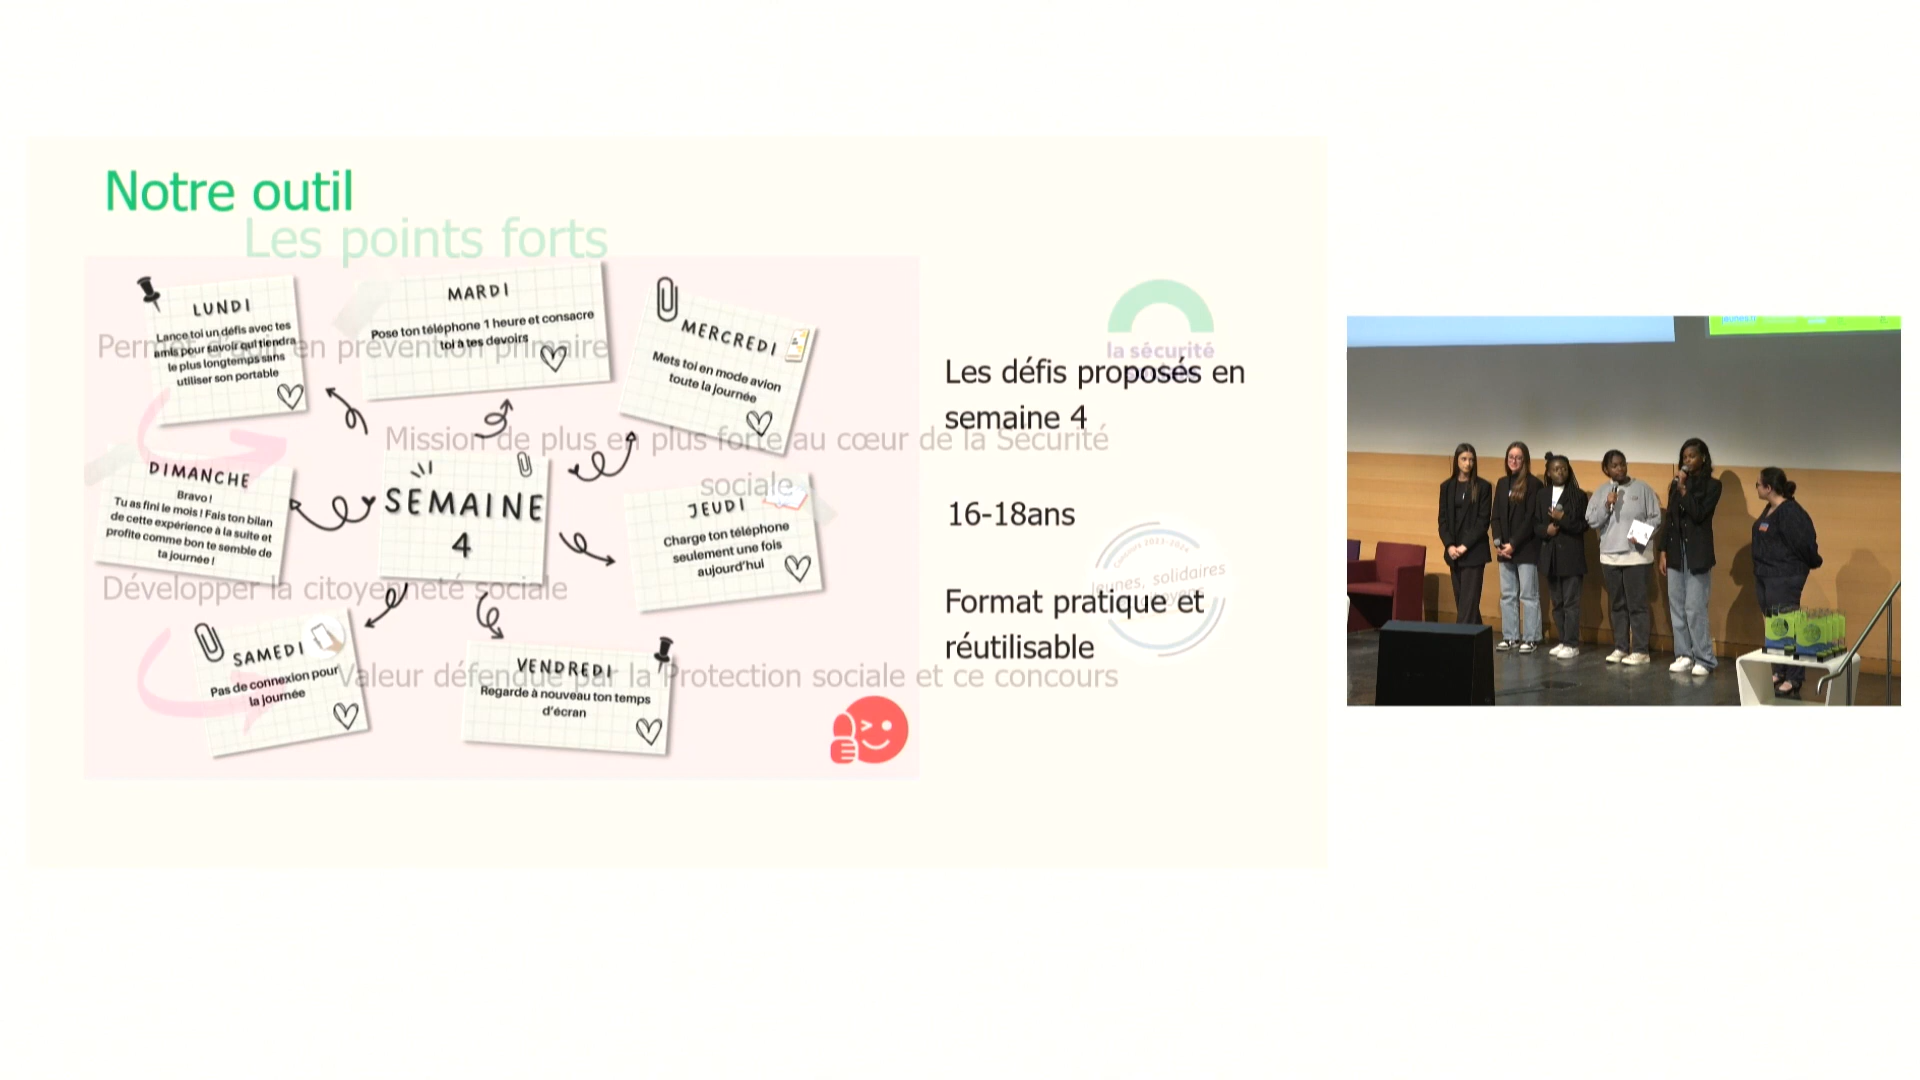 Notre outil
Les points forts
LUNDI
Lance toi un défis avec tes
amis pour savoir qui tiendra
le plus longtemps sans
utiliser son portable
MARDI
Pose ton téléphone 1 heure et consacre
toi à tes devoirs
MERCREDI
Mets toi en mode avion
toute la journée
Permet d'agir en prévention primaire
la sécurité
Les défis proposés en
semaine 4
Mission de plus en plus forte au cœur de la Sécurité
sociale
DIMANCHE
Bravo !
Tu as fini le mois ! Fais ton bilan
de cette expérience à la suite et
profite comme bon te semble de
ta journée !
SEMAINE
4
JEUDI
Charge ton téléphone
seulement une fois
aujourd'hui
16-18ans
Concours 2023-2024
Jeunes, solidaires
Développer la citoyenneté sociale
Format pratique et
réutilisable
SAMEDI
Pas de connexion pour
la journée
VENDREDI
Regarde à nouveau ton temps
d'écran
Valeur défendue par la Protection sociale et ce concours